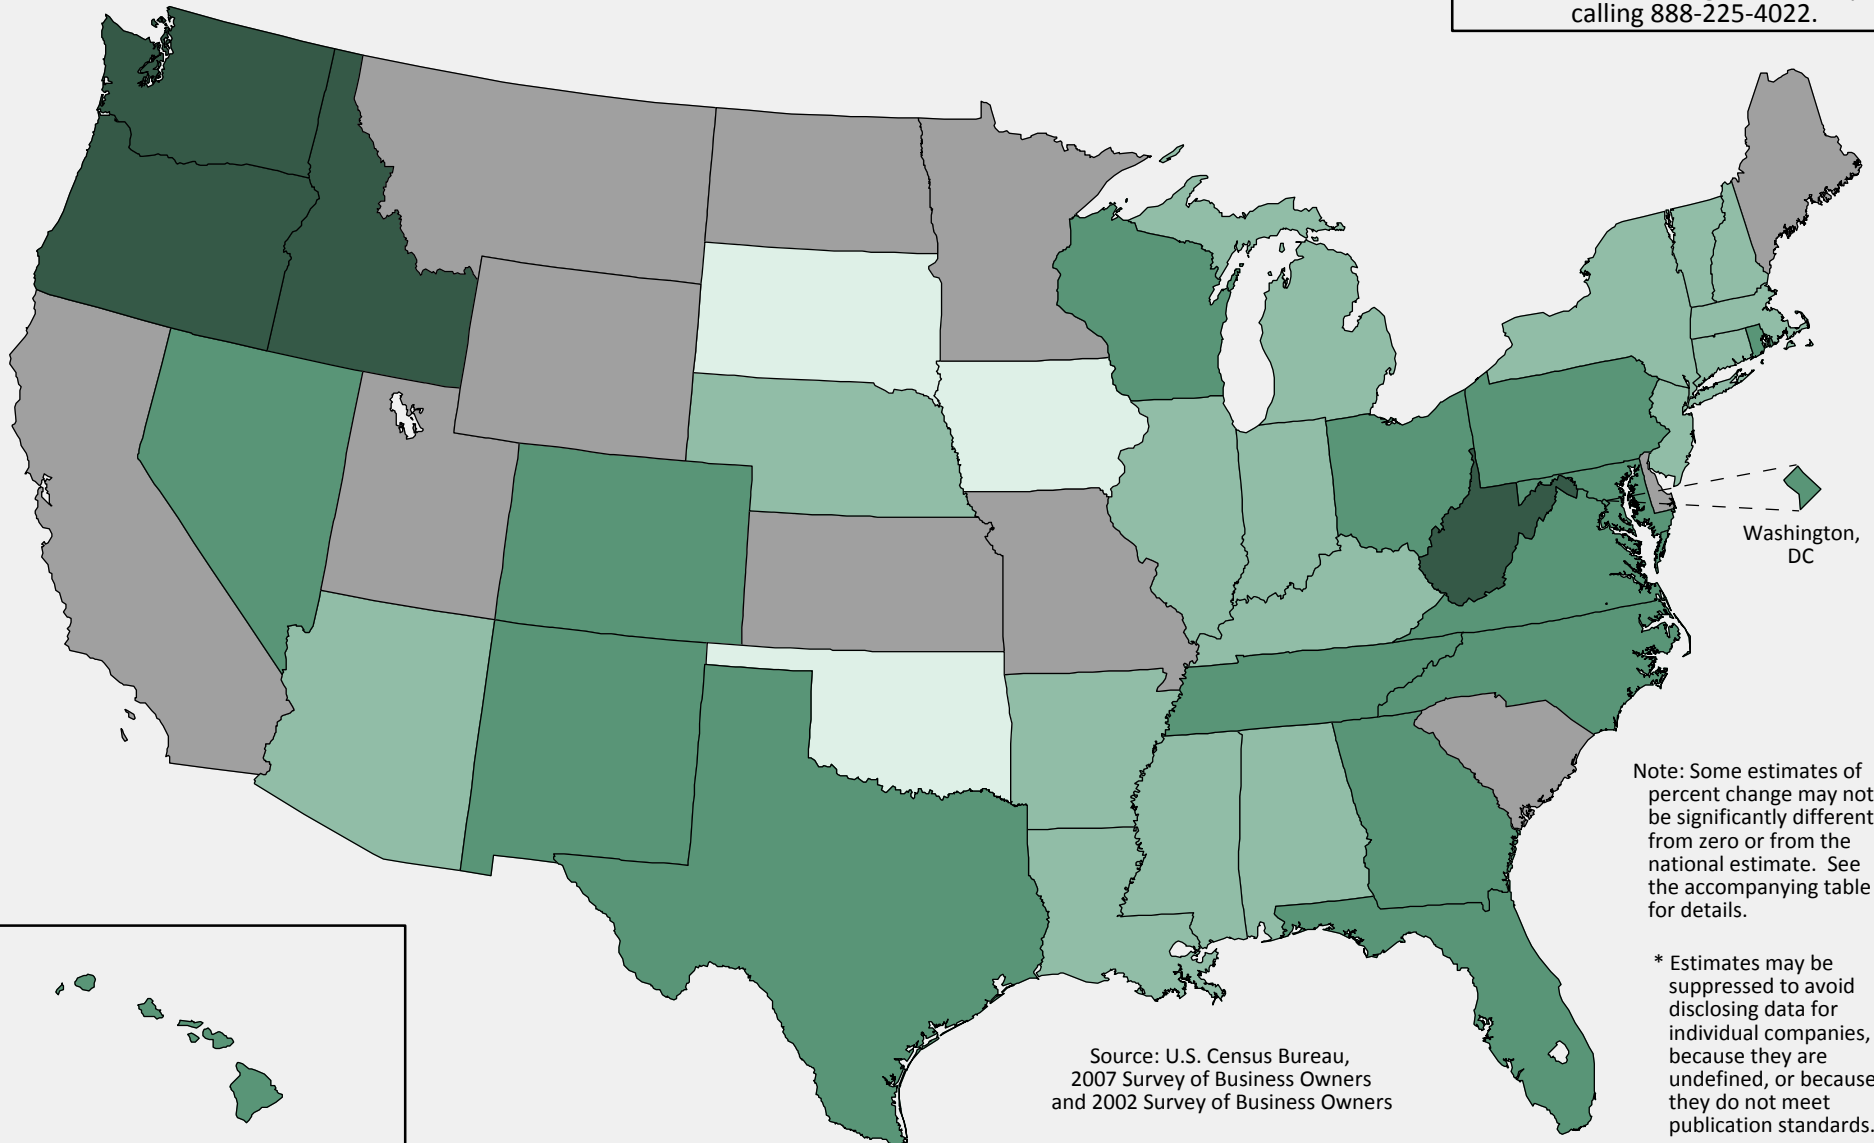 calling 888-225-4022.
Washington,
DC
Note: Some estimates of
percent change may not
be significantly different
from zero or from the
national estimate.  See
the accompanying table
for details.
* Estimates may be
suppressed to avoid
disclosing data for
individual companies,
because they are
undefined, or because
they do not meet
publication standards.
Source: U.S. Census Bureau,
2007 Survey of Business Owners
and 2002 Survey of Business Owners